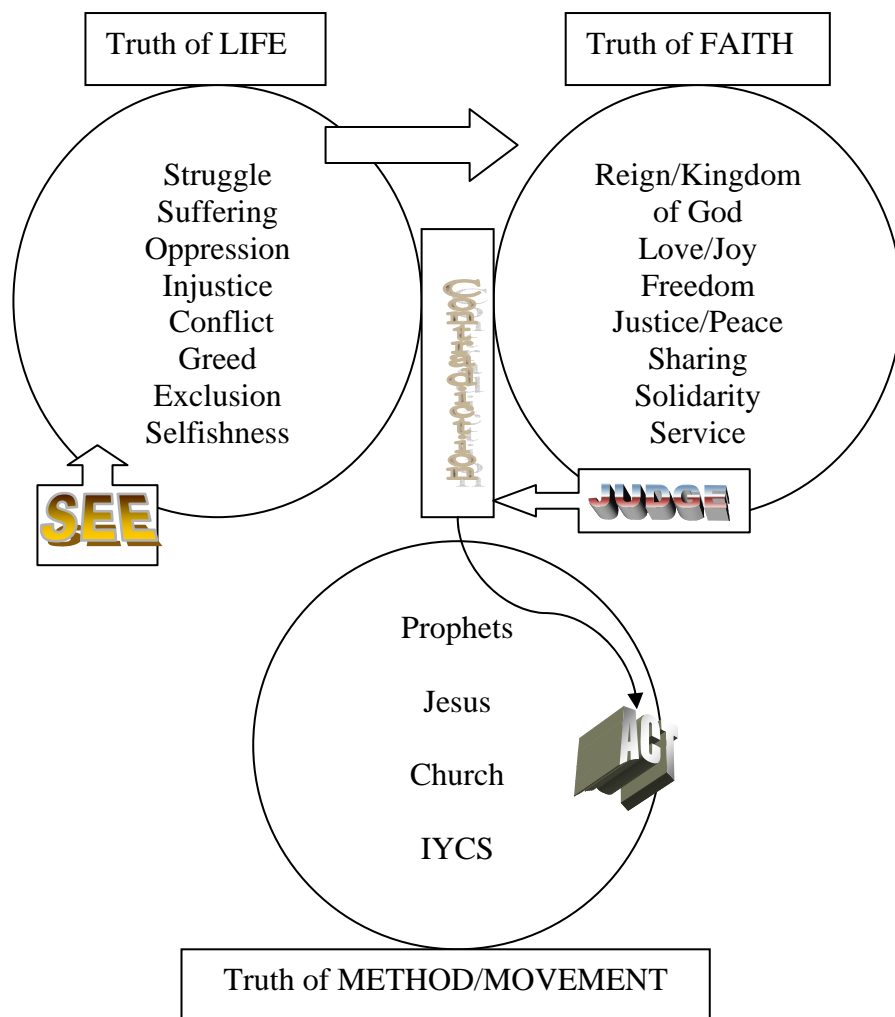 Truth of LIFE
Truth of FAITH
Struggle
Suffering
Oppression
Injustice
Conflict
Greed
Exclusion
Selfishness
Reign/Kingdom
of God
Love/Joy
Freedom
Justice/Peace
Sharing
Solidarity
Service
Contradiction
SEE
JUDGE
Prophets
Jesus
ACT
Church
IYCS
Truth of METHOD/MOVEMENT